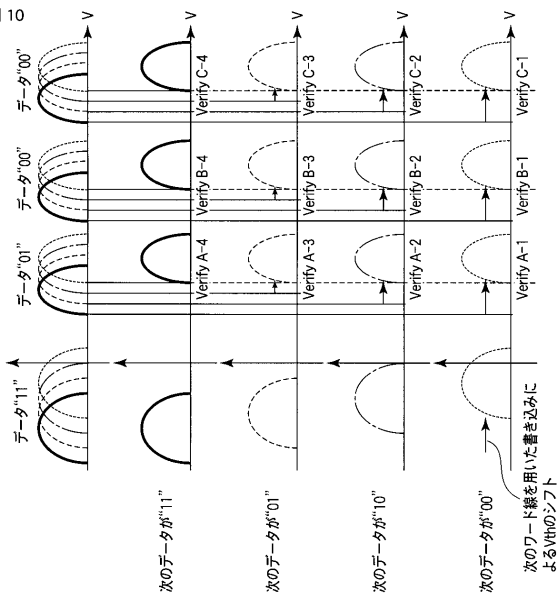 10
データ"11"
データ"01"
データ"00"
データ"00"
V
次のデータが"11"
Verify A-4
Verify B-4
Verify C-4
V
次のデータが"01"
Verify A-3
Verify B-3
Verify C-3
V
次のデータが"10"
Verify A-2
Verify B-2
Verify C-2
V
次のデータが"00"
Verify A-1
Verify B-1
Verify C-1
V
次のワード線を用いた書き込みに
よるVthのシフト